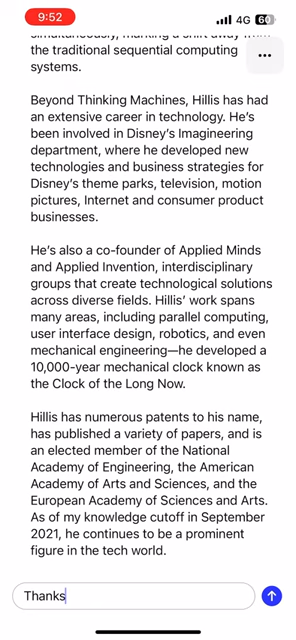 9:52
4G 60
simultaneously, marking a shift away from
the traditional sequential computing
systems.
Beyond Thinking Machines, Hillis has had
an extensive career in technology. He's
been involved in Disney's Imagineering
department, where he developed new
technologies and business strategies for
Disney's theme parks, television, motion
pictures, Internet and consumer product
businesses.
He's also a co-founder of Applied Minds
and Applied Invention, interdisciplinary
groups that create technological solutions
across diverse fields. Hillis' work spans
many areas, including parallel computing,
user interface design, robotics, and even
mechanical engineering—he developed a
10,000-year mechanical clock known as
the Clock of the Long Now.
Hillis has numerous patents to his name,
has published a variety of papers, and is
an elected member of the National
Academy of Engineering, the American
Academy of Arts and Sciences, and the
European Academy of Sciences and Arts.
As of my knowledge cutoff in September
2021, he continues to be a prominent
figure in the tech world.
Thanks